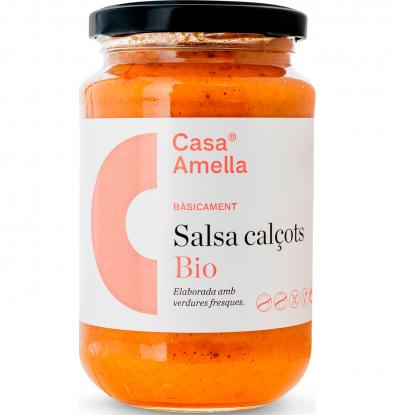 Casa®
Amella
BÀSICAMENT
Salsa calçots
Bio
Elaborada amb
verdures fresques.